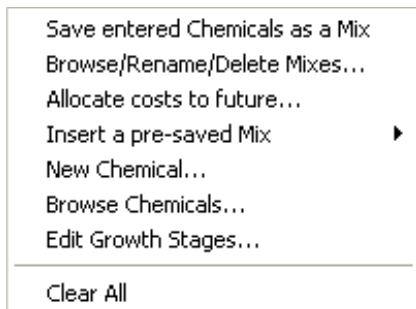 Save entered Chemicals as a Mix
Browse/Rename/Delete Mixes...
Allocate costs to future...
Insert a pre-saved Mix
New Chemical...
Browse Chemicals...
Edit Growth Stages...
Clear All